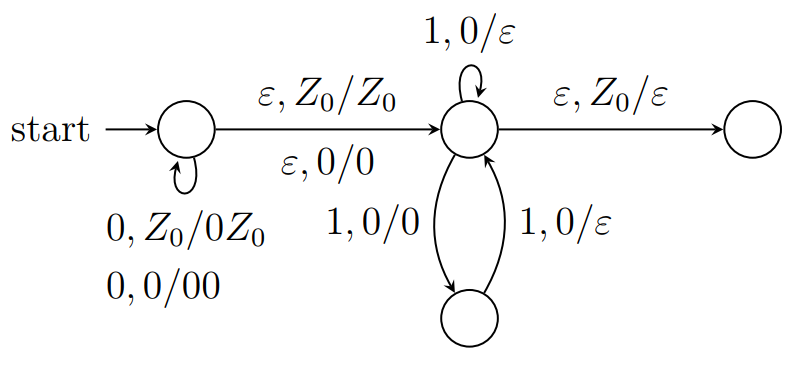 1, 0/ε
ε, Z₀/Z₀
ε, Z₀/ε
start
ε, 0/0
0, Z₀/0Z₀
1, 0/0
1, 0/ε
0, 0/00